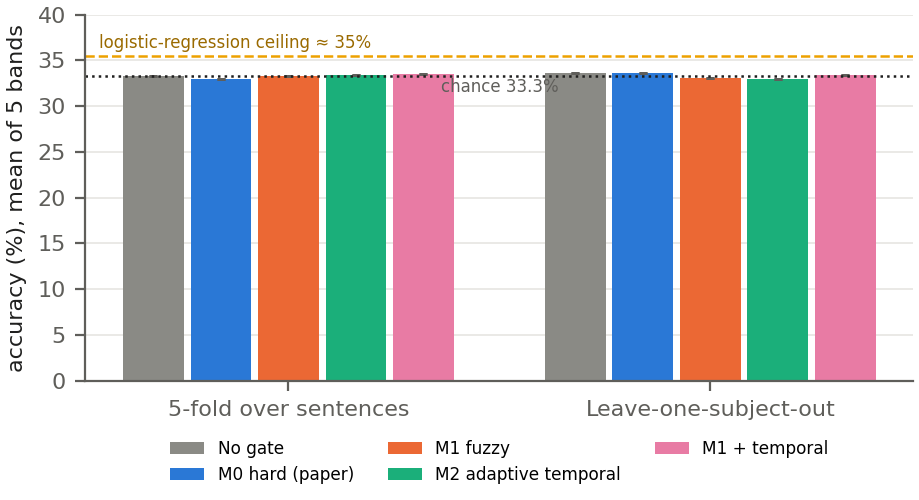 accuracy (%), mean of 5 bands
40
35
30
25
20
15
10
5
0
logistic-regression ceiling ≈ 35%
chance 33.3%
5-fold over sentences
Leave-one-subject-out
No gate
M0 hard (paper)
M1 fuzzy
M2 adaptive temporal
M1 + temporal